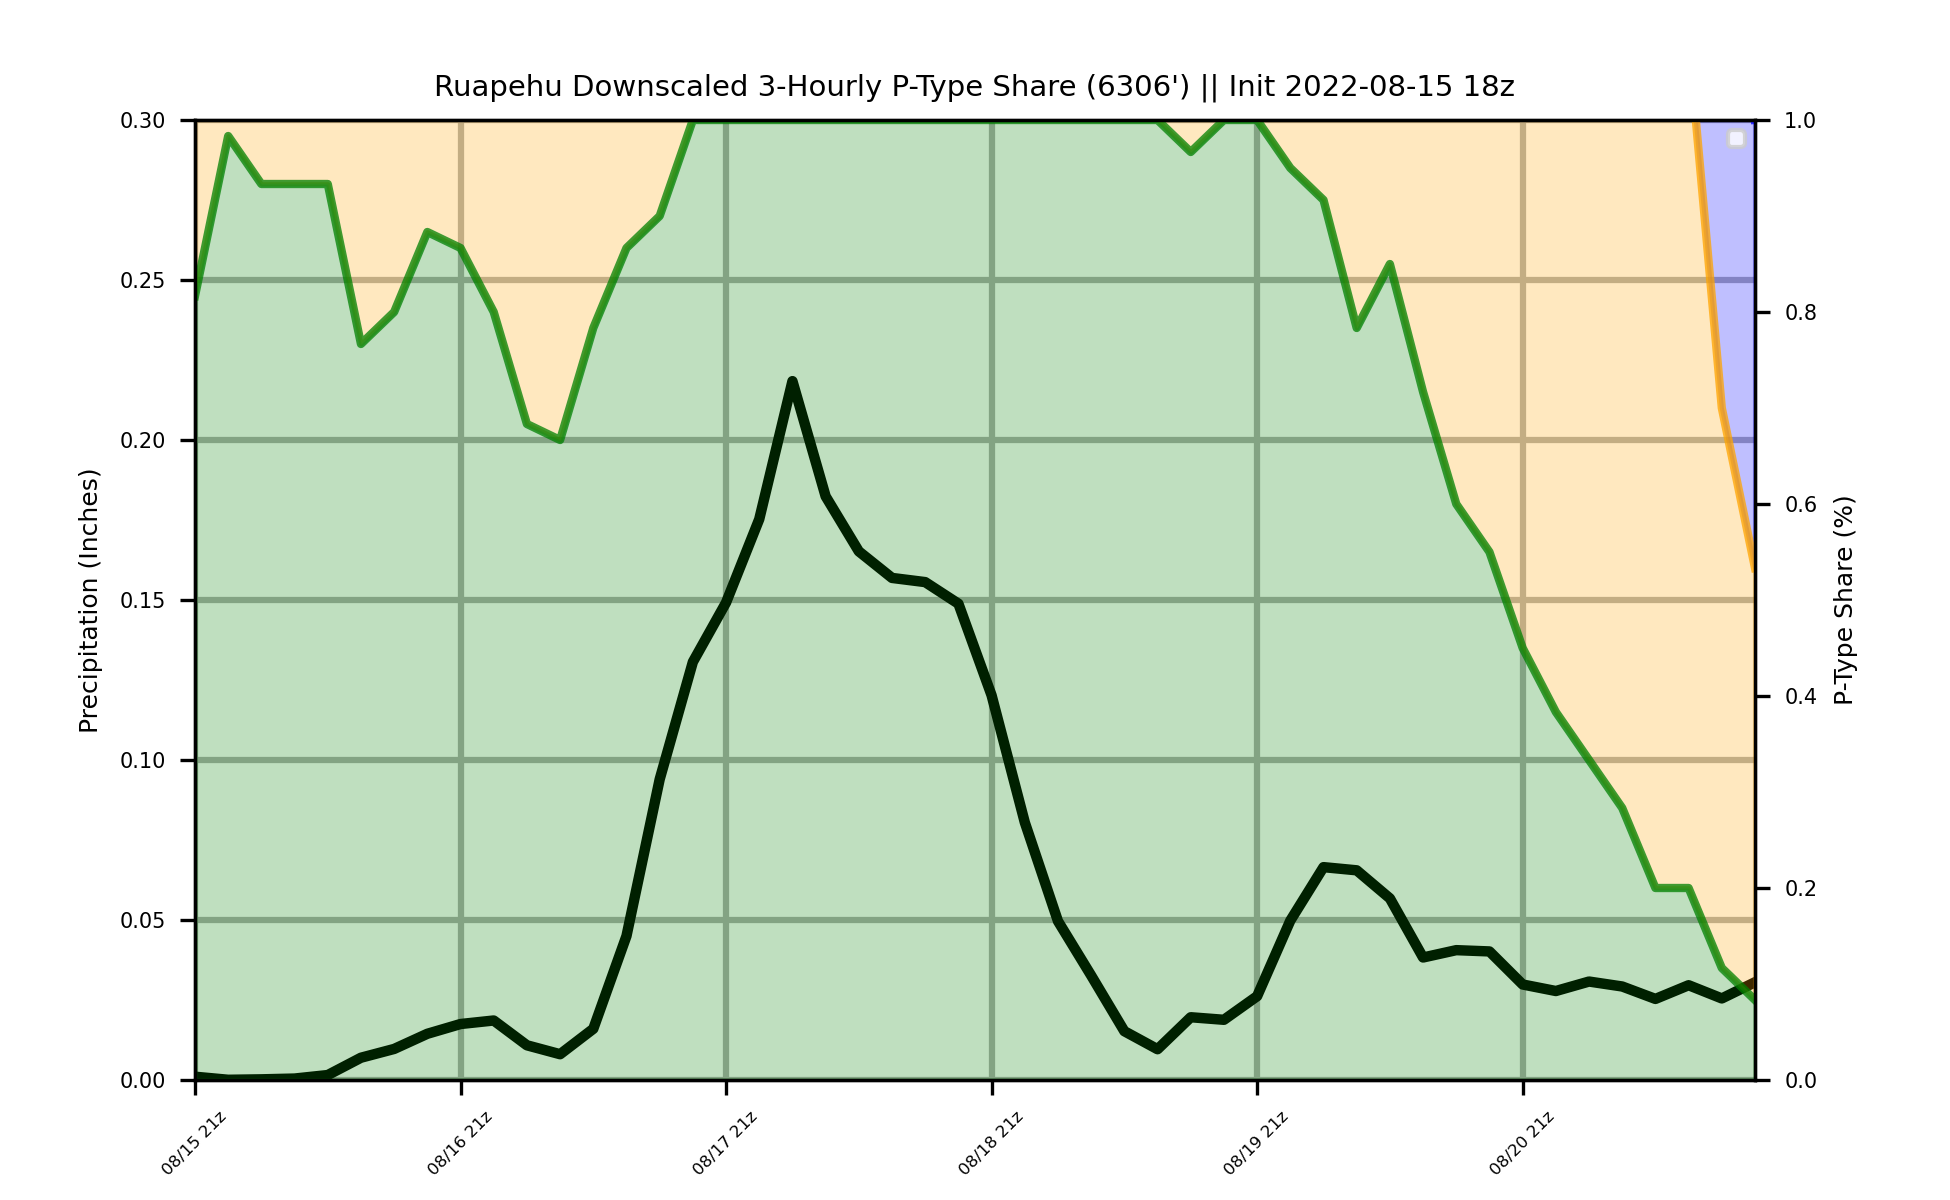 Ruapehu Downscaled 3-Hourly P-Type Share (6306') || Init 2022-08-15 18z
0.30
0.25
0.20
0.15
0.10
0.05
0.00
Precipitation (Inches)
1.0
0.8
0.6
0.4
0.2
0.0
P-Type Share (%)
08/15 21z
08/16 21z
08/17 21z
08/18 21z
08/19 21z
08/20 21z